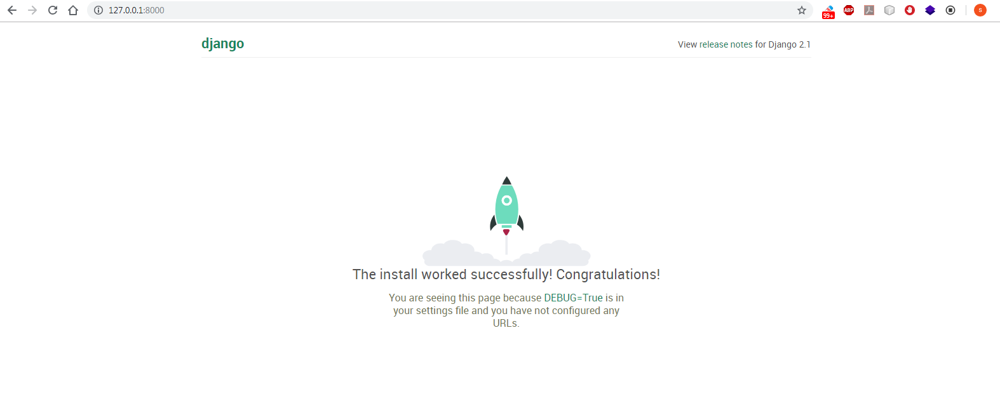 127.0.0.1:8000
99+
ABP
S
django
View release notes for Django 2.1
The install worked successfully! Congratulations!
You are seeing this page because DEBUG=True is in
your settings file and you have not configured any
URLs.